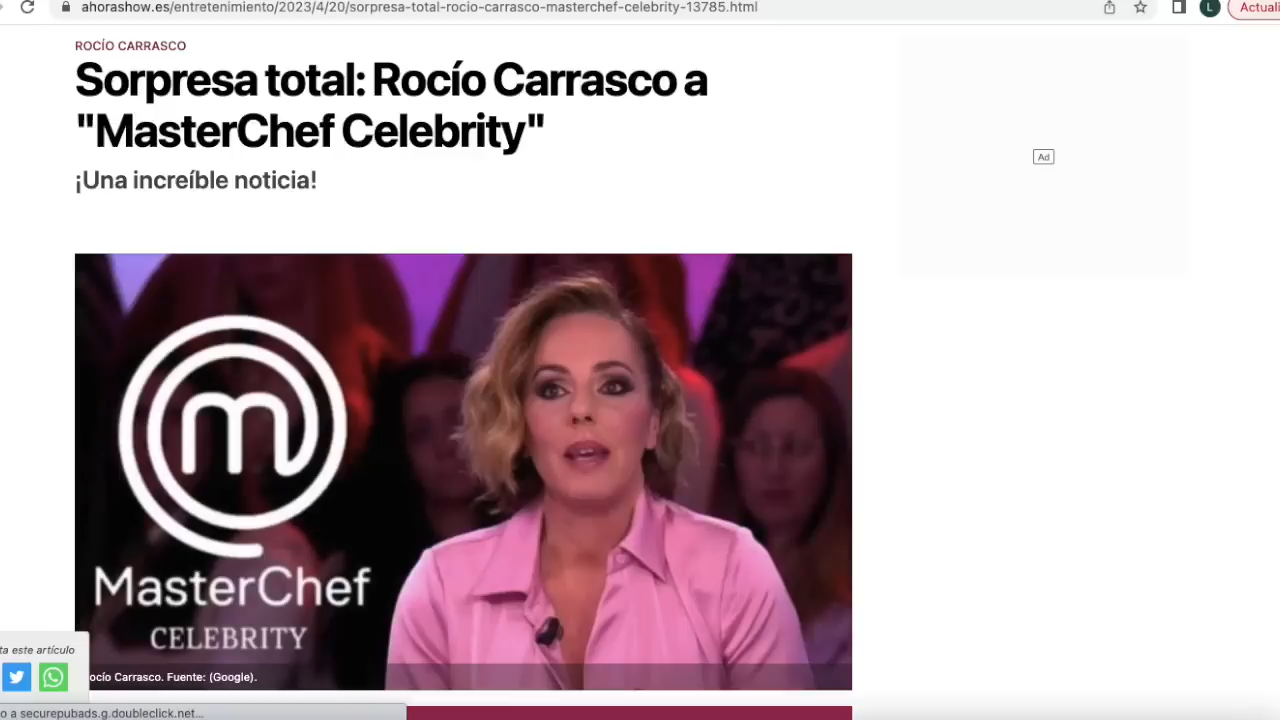 ahorashow.es/entretenimiento/2023/4/20/sorpresa-total-rocio-carrasco-masterchef-celebrity-13785.html
L
Actuali
ROCÍO CARRASCO
Sorpresa total: Rocío Carrasco a
"MasterChef Celebrity"
¡Una increíble noticia!
Ad
m
MasterChef
CELEBRITY
ta este artículo
ocío Carrasco. Fuente: (Google).
o a securepubads.g.doubleclick.net...